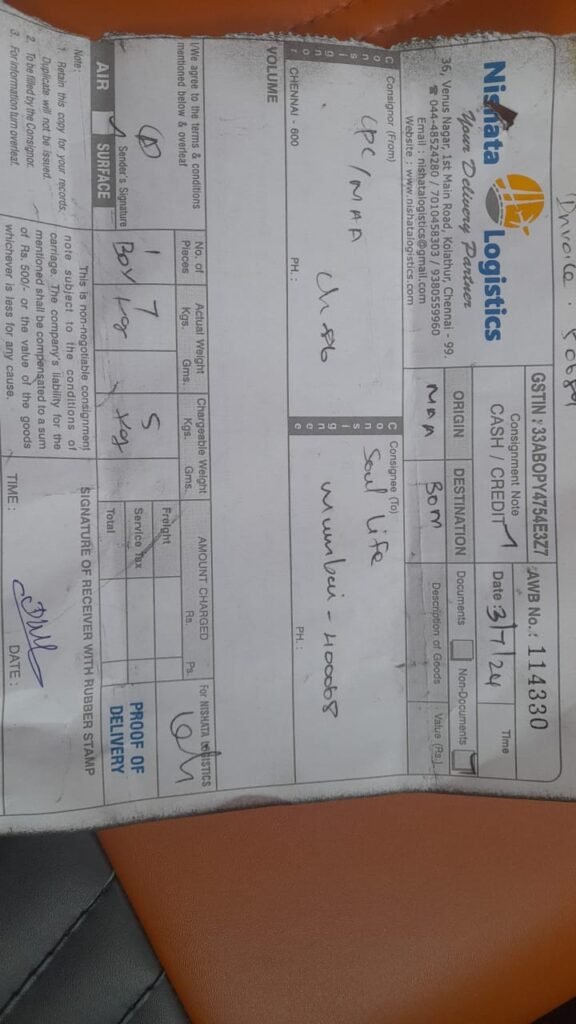 Nishata Logistics
Your Delivery Partner
36, Venus Nagar, 1st Main Road, Kolathur, Chennai - 99.
☎ 044-48524280 / 7010458303 / 9380559960
Email : nishatalogistics@gmail.com
Website : www.nishatalogistics.com
Invoice :
GSTIN : 33ABOPY4754E3Z7
AWB No.: 114330
Consignment Note
CASH / CREDIT
Date : 3/7/24
Time
ORIGIN
MAA
DESTINATION
BOM
Documents
Non-Documents
Description of Goods
Value (Rs.)
Consignor
Consignor (From)
CPC/MAA
CHENNAI - 600
PH. :
Consignee
Consignee (To)
Soul Life
Mumbai - 400068
PH. :
VOLUME
I/We agree to the terms & conditions
mentioned below & overleaf
Sender's Signature
AIR
SURFACE
No. of
Pieces
1
Box
Actual Weight
Kgs. Gms.
7
kg
Chargeable Weight
Kgs. Gms.
5
kg
AMOUNT CHARGED
Rs. Ps.
Freight
Service Tax
Total
For NISHATA LOGISTICS
PROOF OF
DELIVERY
Note:
1. Retain this copy for your records.
Duplicate will not be issued.
2. To be filled by the Consignor.
3. For information turn overleaf.
This is non-negotiable consignment
note subject to the conditions of
carriage. The company's liability for the
mentioned shall be compensated to a sum
of Rs. 500/- or the value of the goods
whichever is less for any cause.
SIGNATURE OF RECEIVER WITH RUBBER STAMP
TIME :
DATE :